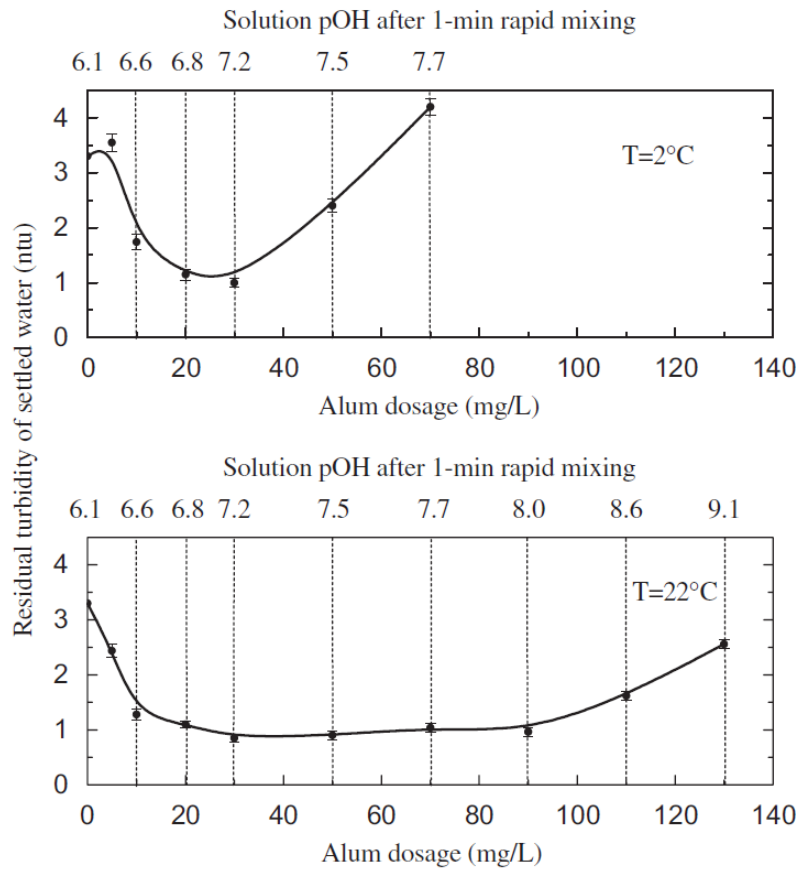 Solution pOH after 1-min rapid mixing
6.1 6.6 6.8 7.2 7.5 7.7
4
3
2
1
0
T=2°C
0 20 40 60 80 100 120 140
Alum dosage (mg/L)
Residual turbidity of settled water (ntu)
Solution pOH after 1-min rapid mixing
6.1 6.6 6.8 7.2 7.5 7.7 8.0 8.6 9.1
4
3
2
1
0
T=22°C
0 20 40 60 80 100 120 140
Alum dosage (mg/L)